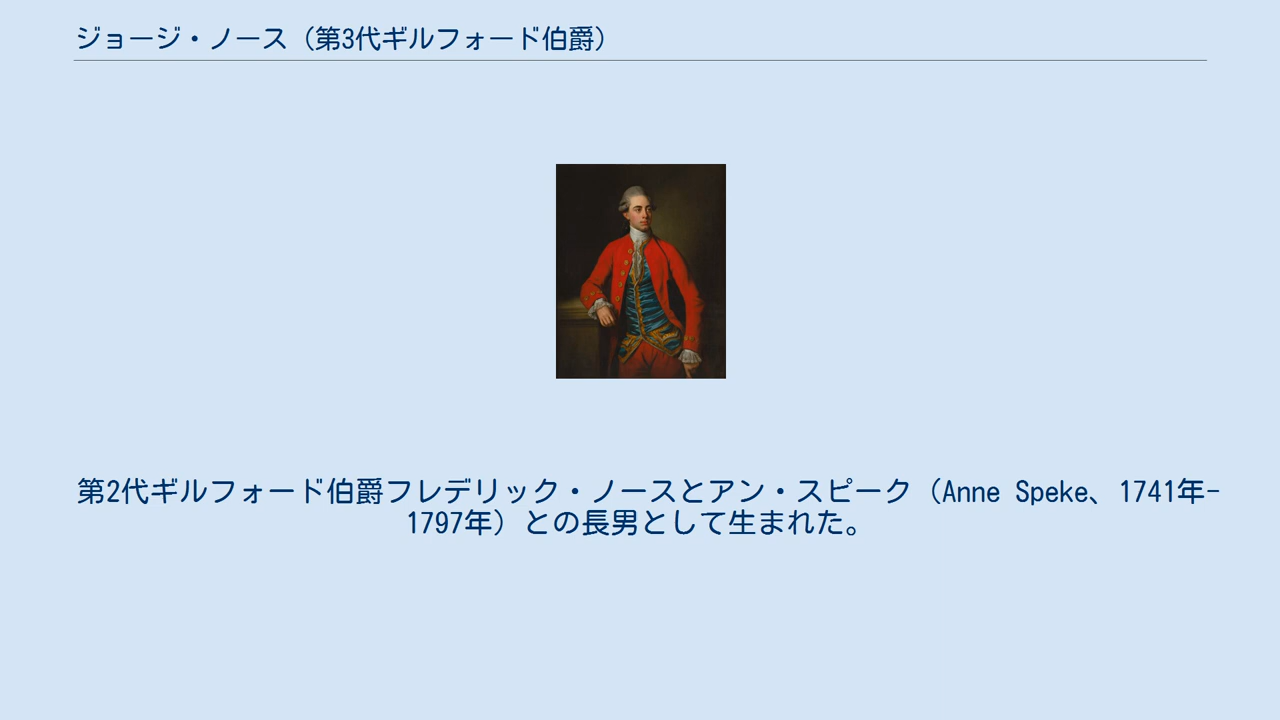 ジョージ・ノース（第3代ギルフォード伯爵）
第2代ギルフォード伯爵フレデリック・ノースとアン・スピーク（Anne Speke、1741年-
1797年）との長男として生まれた。